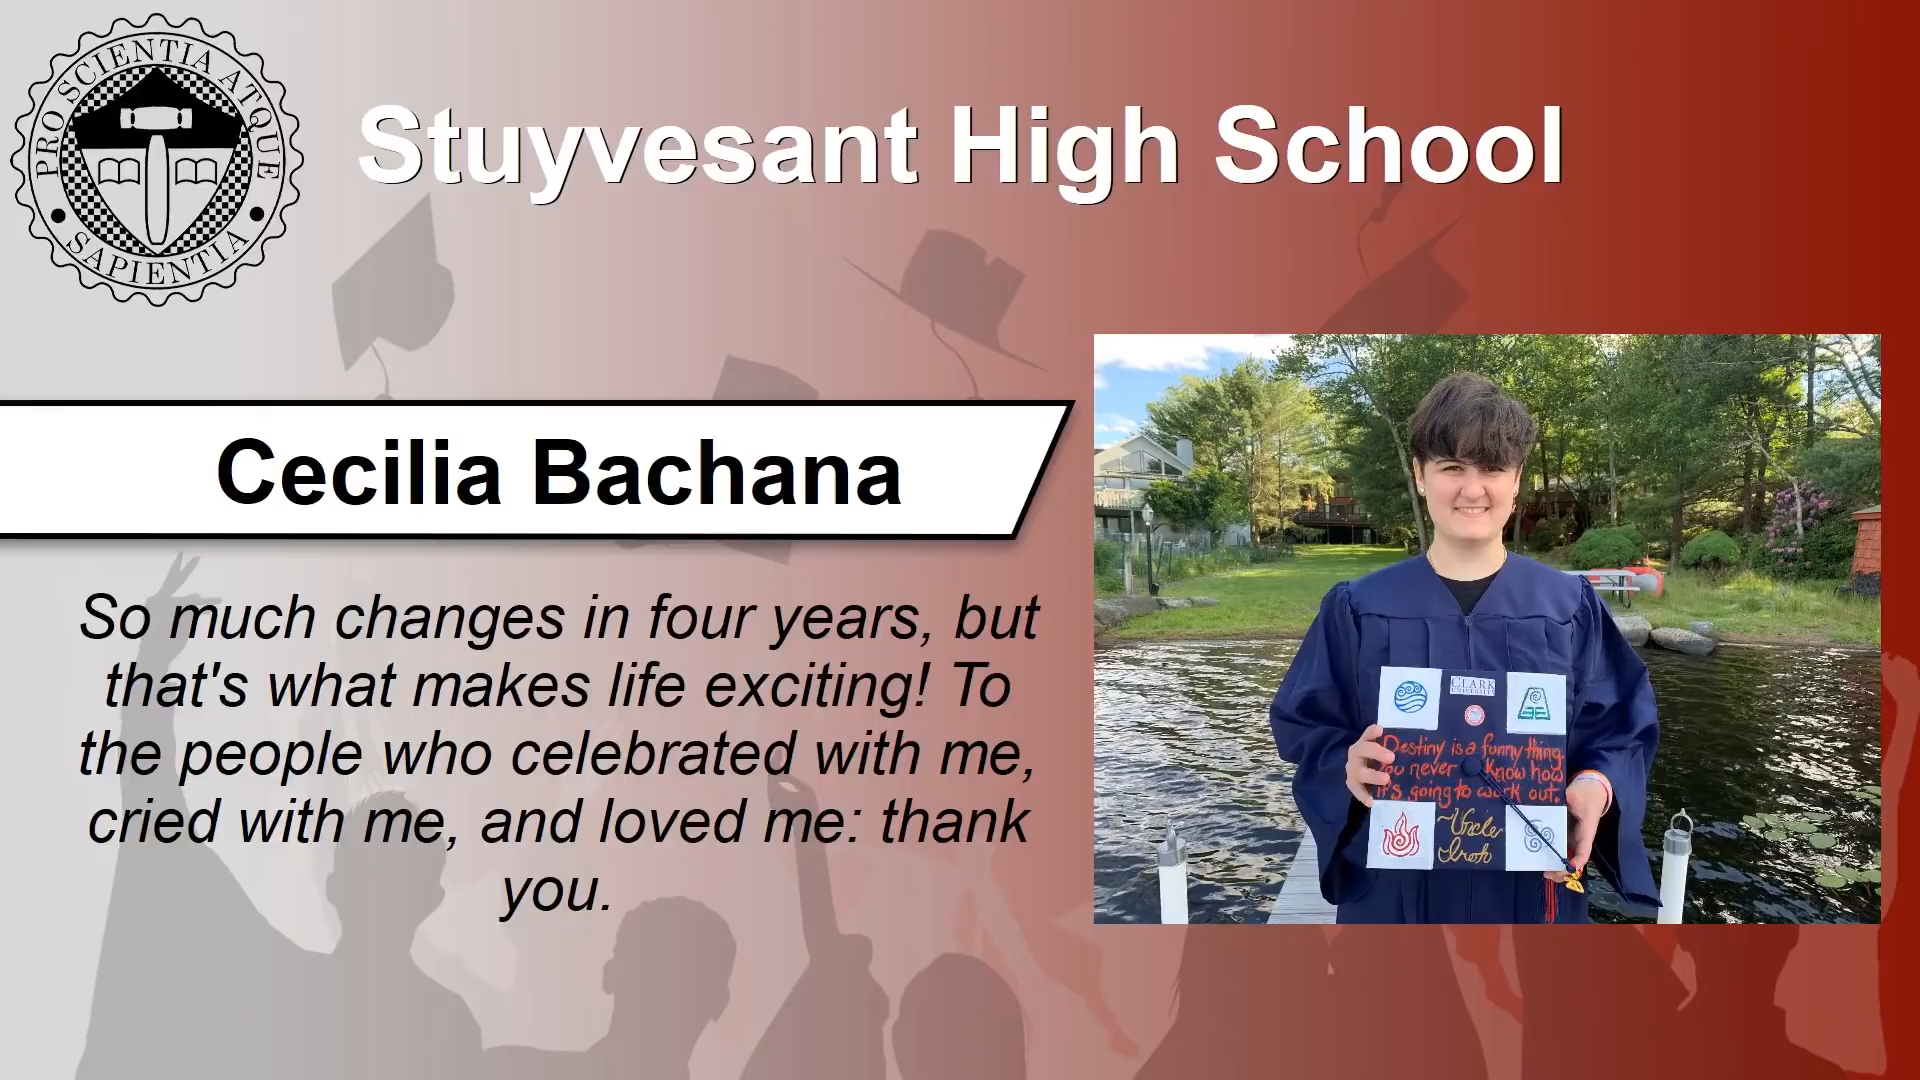 PRO SCIENTIA ATQUE
SAPIENTIA
Stuyvesant High School
Cecilia Bachana
So much changes in four years, but
that's what makes life exciting! To
the people who celebrated with me,
cried with me, and loved me: thank
you.
CLARK
UNIVERSITY
Destiny is a funny thing.
You never know how
it's going to work out.
Uncle
Iroh